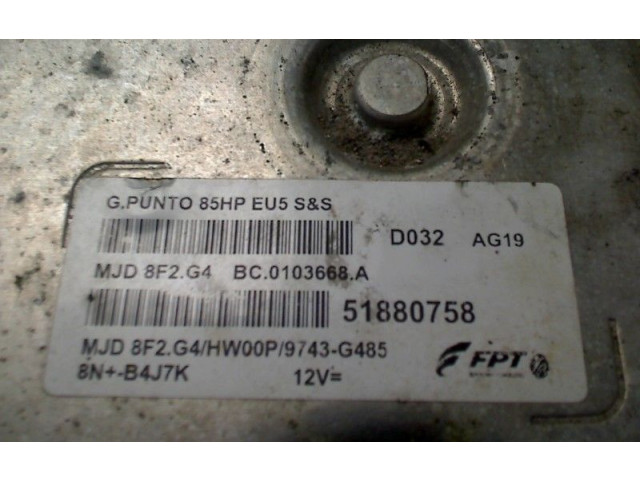 G.PUNTO 85HP EU5 S&S
D032 AG19
MJD 8F2.G4 BC.0103668.A
51880758
MJD 8F2.G4/HW00P/9743-G485
8N+-B4J7K 12V=
FPT